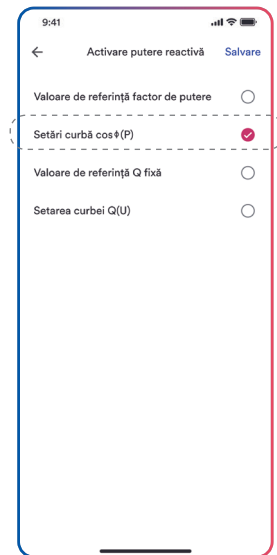 9:41
Activare putere reactivă Salvare
Valoare de referință factor de putere
Setări curbă cosɸ(P)
Valoare de referință Q fixă
Setarea curbei Q(U)